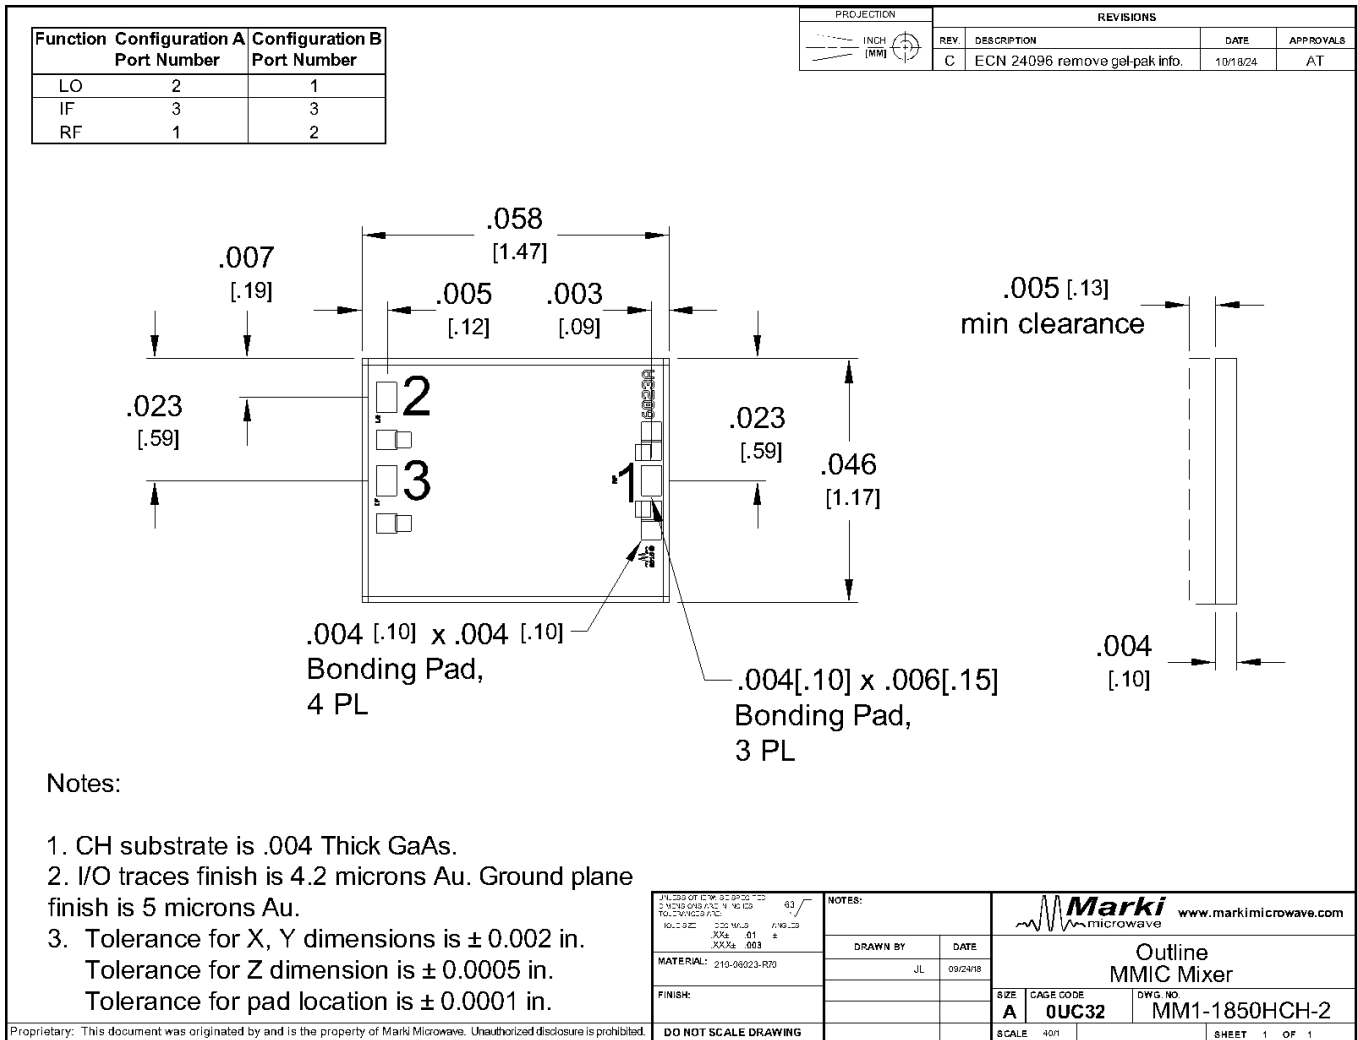 Function Configuration A Configuration B
Port Number Port Number
LO 2 1
IF 3 3
RF 1 2
PROJECTION
INCH
[MM]
REVISIONS
REV. DESCRIPTION DATE APPROVALS
C ECN 24096 remove gel-pak info. 10/18/24 AT
.058
[1.47]
.007
[.19]
.005
[.12]
.003
[.09]
.005 [.13]
min clearance
.023
[.59]
2
3
1
.023
[.59]
.046
[1.17]
.004 [.10] x .004 [.10]
Bonding Pad,
4 PL
.004[.10] x .006[.15]
Bonding Pad,
3 PL
.004
[.10]
Notes:
1. CH substrate is .004 Thick GaAs.
2. I/O traces finish is 4.2 microns Au. Ground plane
finish is 5 microns Au.
3. Tolerance for X, Y dimensions is ± 0.002 in.
Tolerance for Z dimension is ± 0.0005 in.
Tolerance for pad location is ± 0.0001 in.
Proprietary: This document was originated by and is the property of Marki Microwave. Unauthorized disclosure is prohibited.
63
.XX± .01 ±
.XXX± .003
MATERIAL:
FINISH:
DO NOT SCALE DRAWING
NOTES:
DRAWN BY DATE
JL 09/24/18
Marki
microwave
www.markimicrowave.com
Outline
MMIC Mixer
SIZE CAGE CODE DWG. NO.
A 0UC32 MM1-1850HCH-2
SCALE 40/1 SHEET 1 OF 1